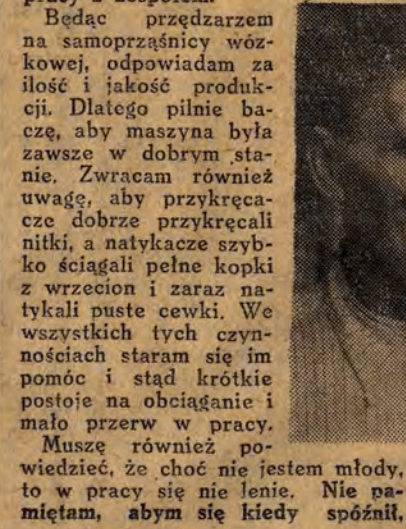 pracy z zespołem.
Będąc przędzarzem
na samoprząśnicy wóz-
kowej, odpowiadam za
ilość i jakość produk-
cji. Dlatego pilnie ba-
czę, aby maszyna była
zawsze w dobrym sta-
nie. Zwracam również
uwagę, aby przykręca-
cze dobrze przykręcali
nitki, a natykacze szyb-
ko ściągali pełne kopki
z wrzecion i zaraz na-
tykali puste cewki. We
wszystkich tych czyn-
nościach staram się im
pomóc i stąd krótkie
postoje na obciąganie i
mało przerw w pracy.
Muszę również po-
wiedzieć, że choć nie jestem młody,
to w pracy się nie lenię. Nie pa-
miętam, abym się kiedy spóźnił,